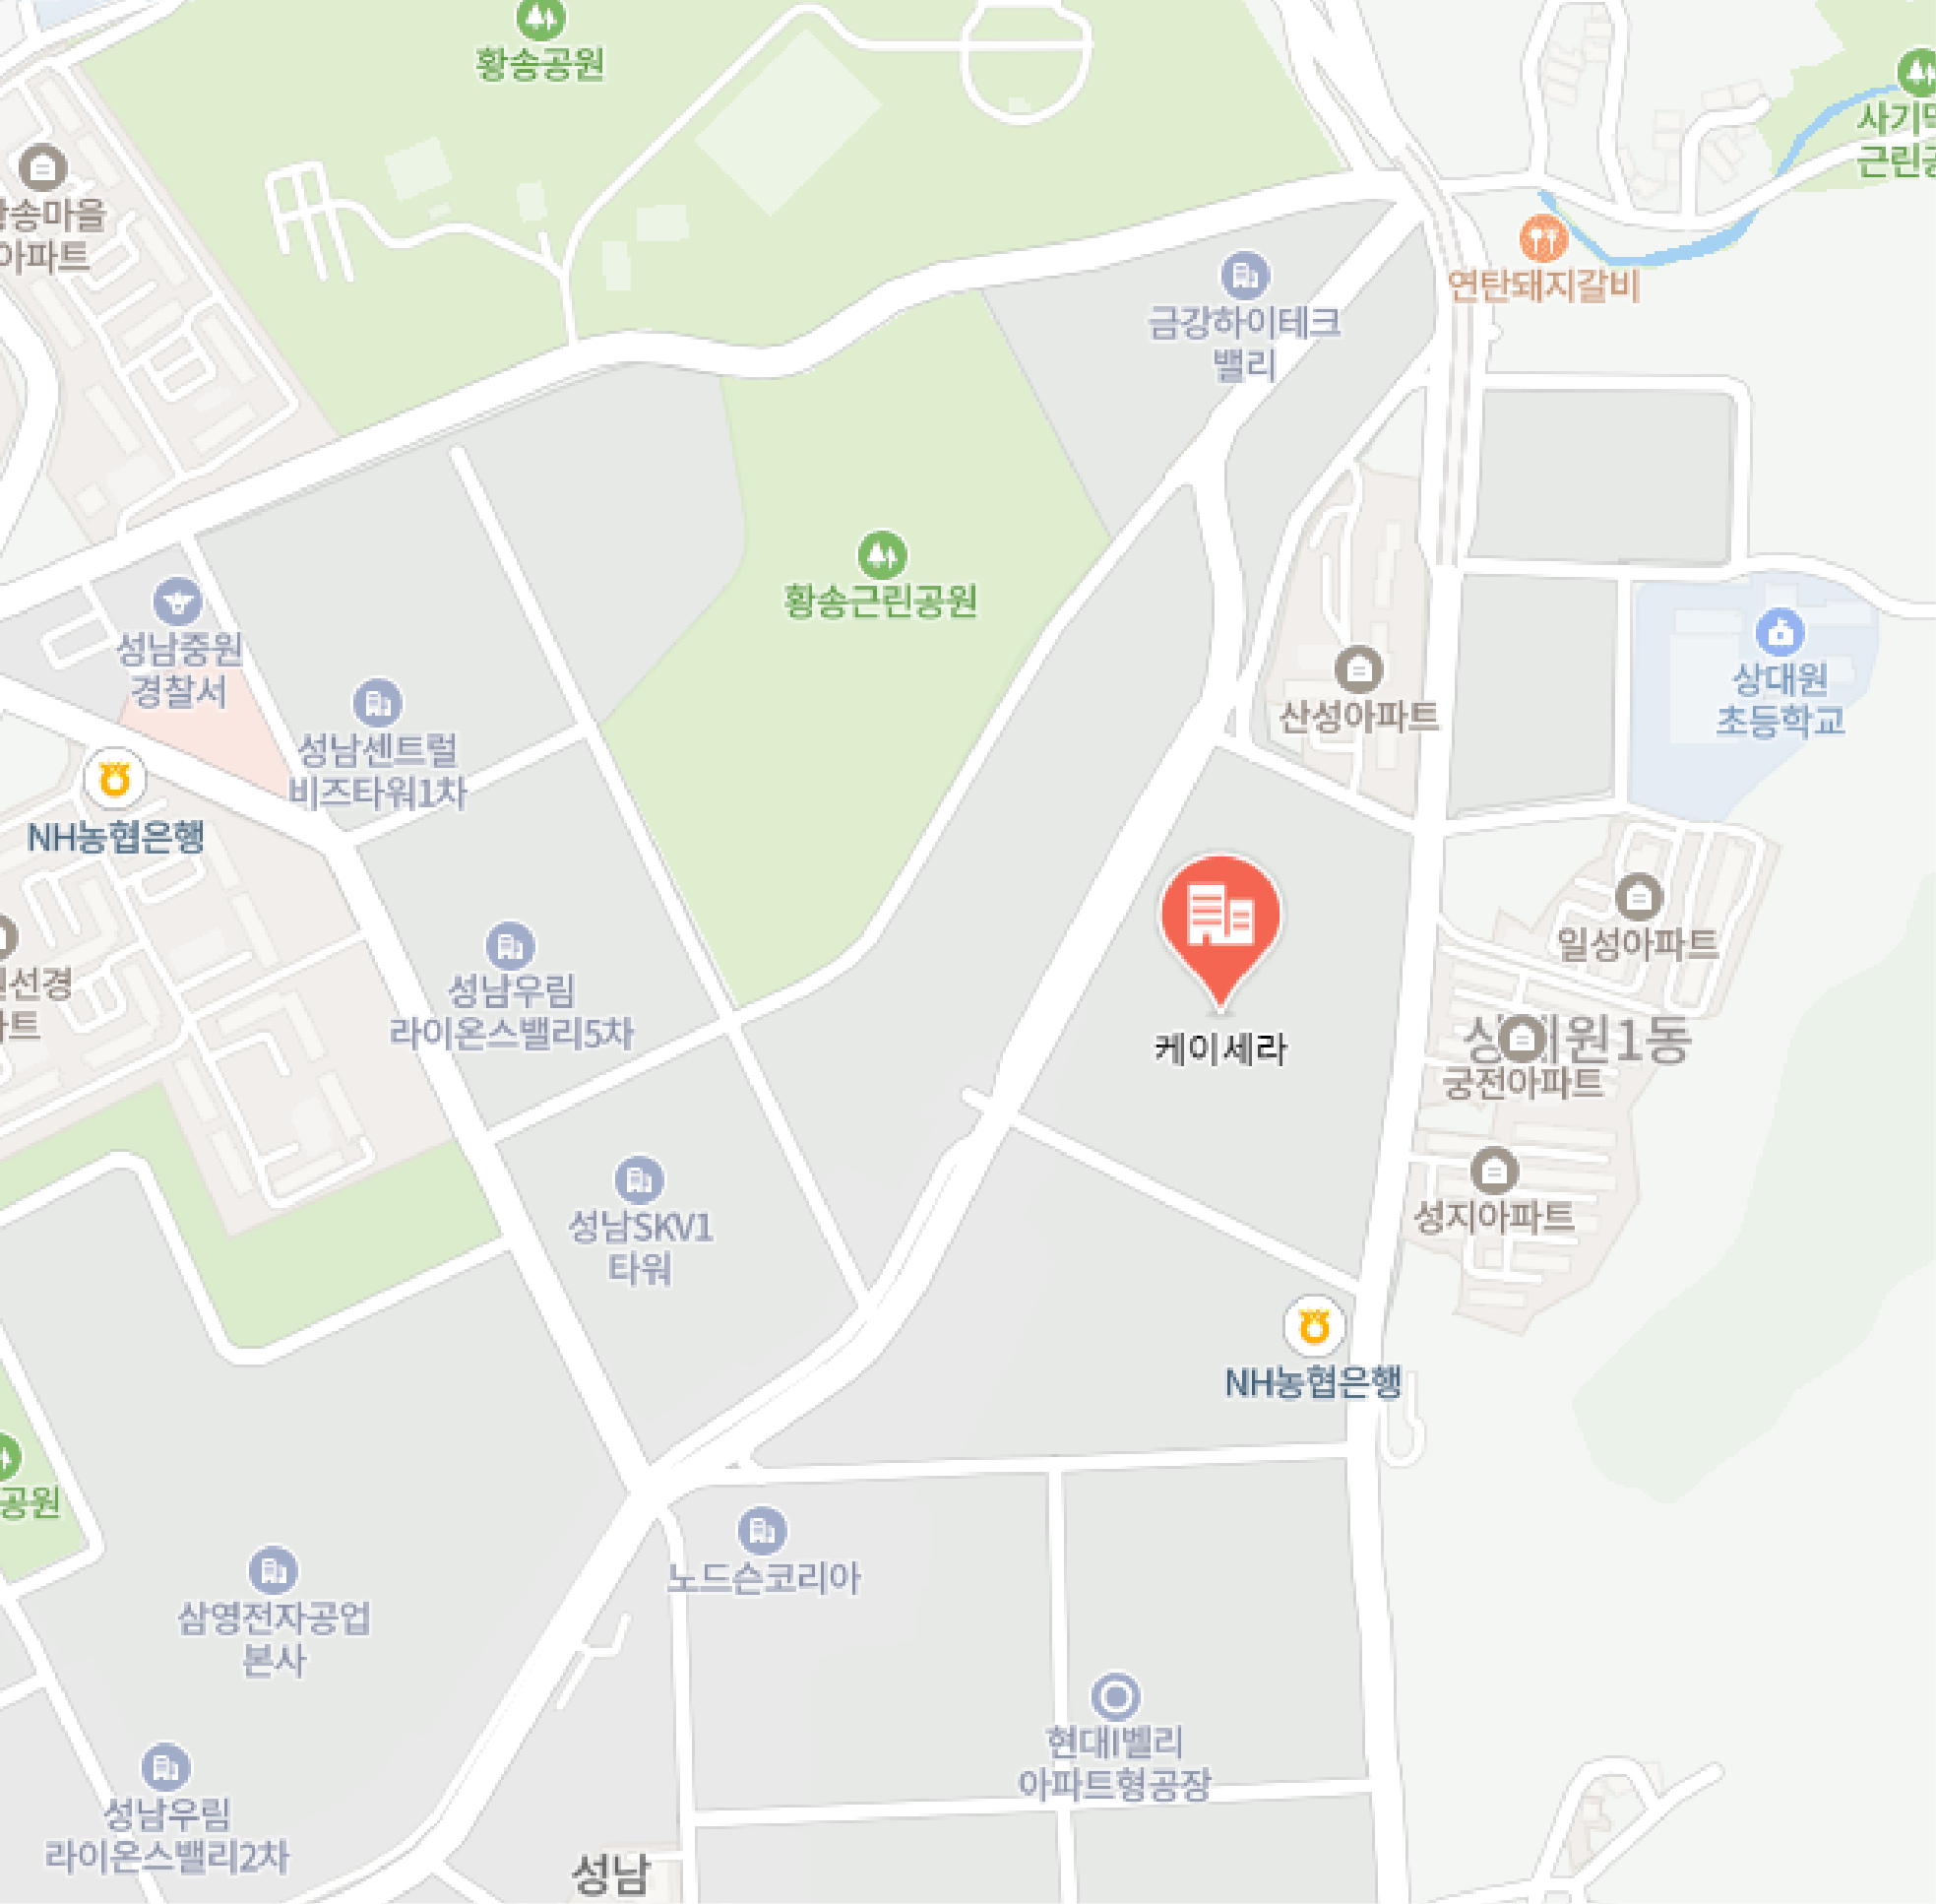 황송공원
사기막
근린공
황송마을
아파트
연탄돼지갈비
금강하이테크
밸리
황송근린공원
성남중원
경찰서
상대원
초등학교
산성아파트
성남센트럴
비즈타워1차
NH농협은행
일성아파트
선경
성남우림
라이온스밸리5차
케이세라
상대원1동
궁전아파트
성지아파트
성남SKV1
타워
NH농협은행
공원
노드슨코리아
삼영전자공업
본사
현대I벨리
아파트형공장
성남우림
라이온스밸리2차
성남